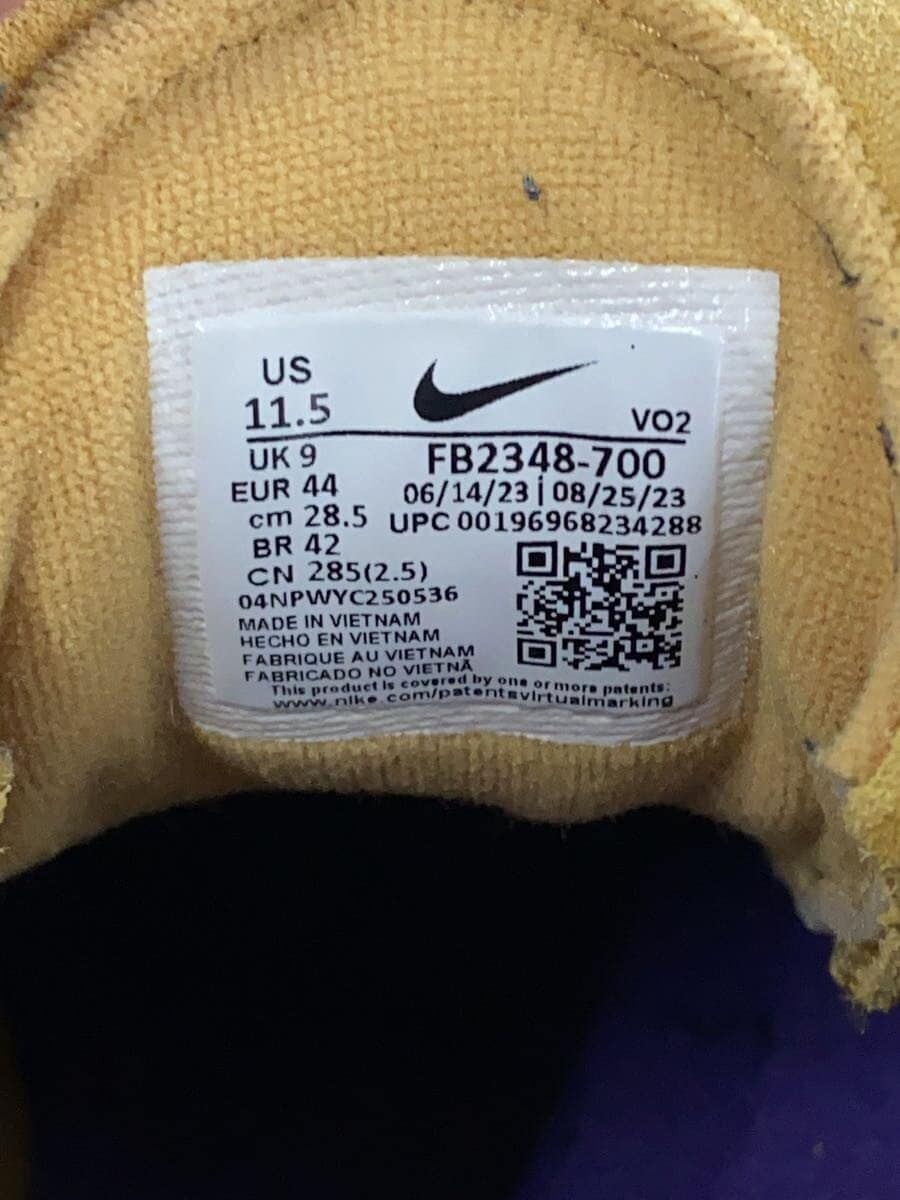 US
11.5
VO2
UK 9
FB2348-700
EUR 44
06/14/23 | 08/25/23
cm 28.5
UPC 00196968234288
BR 42
CN 285(2.5)
04NPWYC250536
MADE IN VIETNAM
HECHO EN VIETNAM
FABRIQUE AU VIETNAM
FABRICADO NO VIETNÃ
This product is covered by one or more patents:
www.nike.com/patentsvirtualmarking